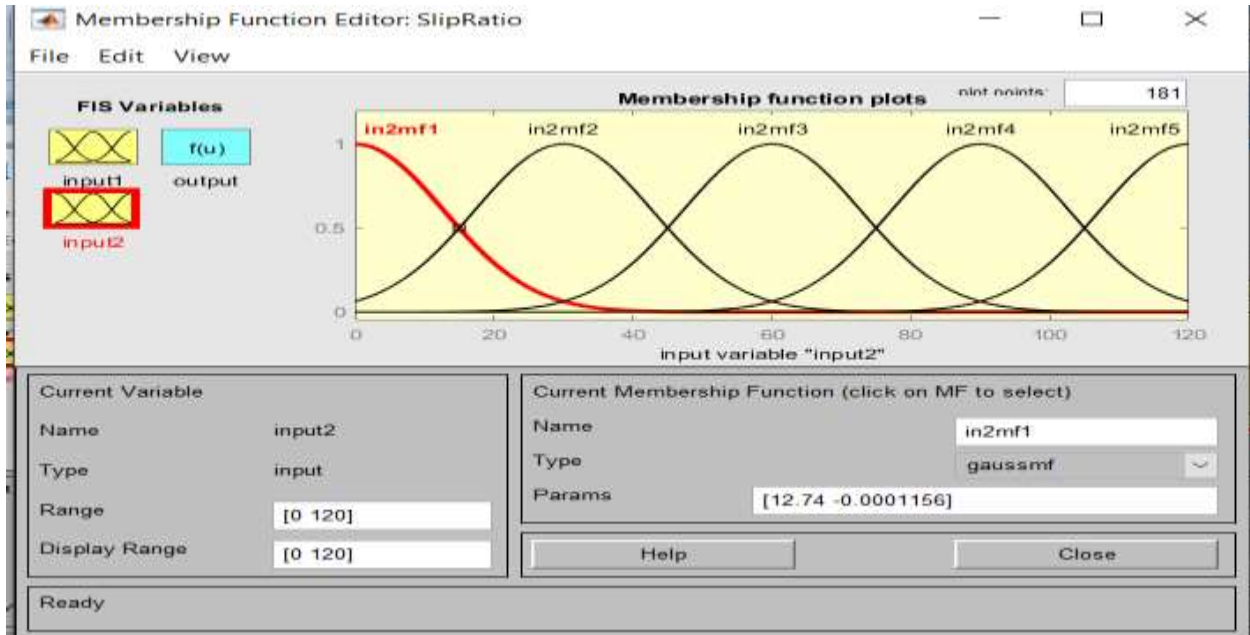 Membership Function Editor: SlipRatio
File Edit View
FIS Variables
f(u)
input1 output
input2
Membership function plots plot points: 181
in2mf1 in2mf2 in2mf3 in2mf4 in2mf5
1
0.5
0
0 20 40 60 80 100 120
input variable "input2"
Current Variable
Name input2
Type input
Range [0 120]
Display Range [0 120]
Current Membership Function (click on MF to select)
Name in2mf1
Type gaussmf
Params [12.74 -0.0001156]
Help Close
Ready